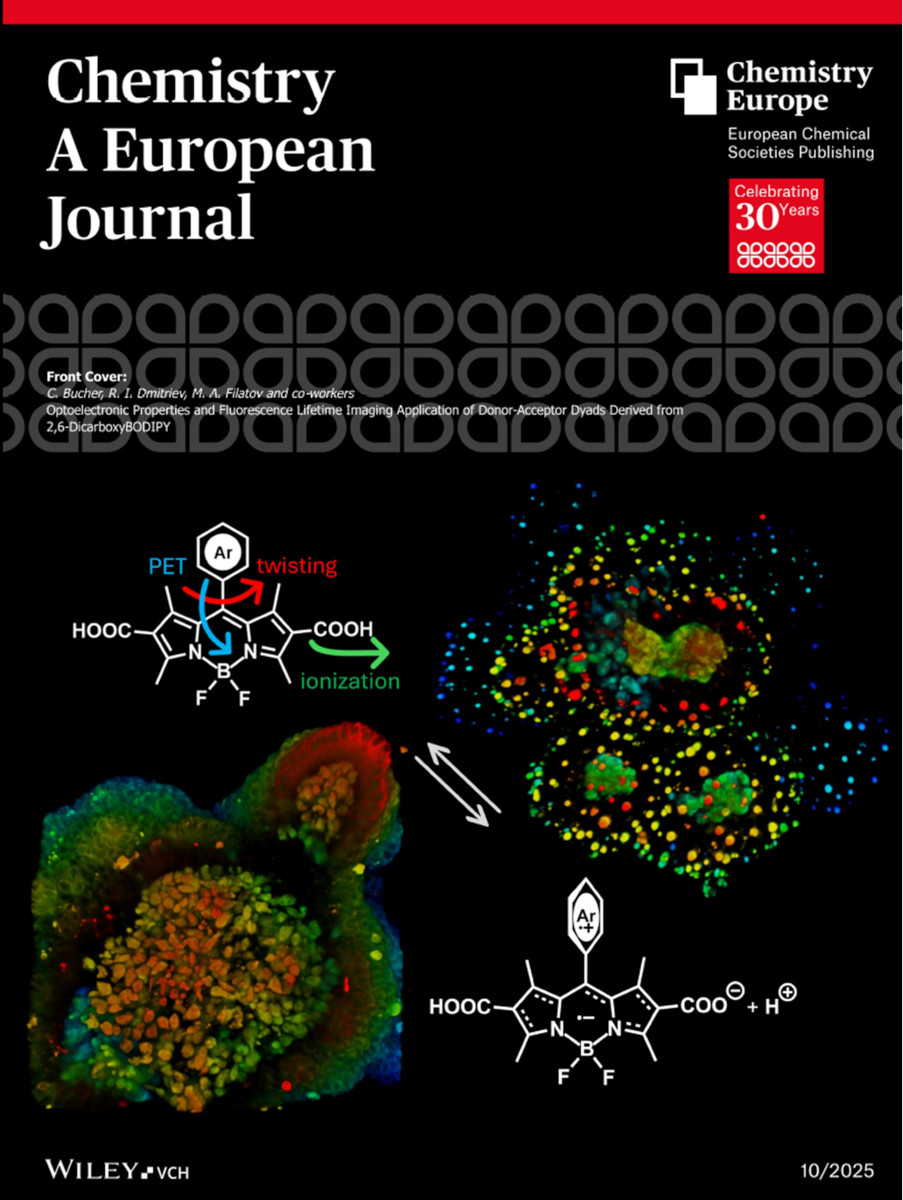 Chemistry
A European
Journal
Chemistry
Europe
European Chemical
Societies Publishing
Celebrating
30 Years
Front Cover:
C. Bucher, R. I. Dmitriev, M. A. Filatov and co-workers
Optoelectronic Properties and Fluorescence Lifetime Imaging Application of Donor-Acceptor Dyads Derived from
2,6-DicarboxyBODIPY
Ar
PET
twisting
HOOC
COOH
N
N
B
ionization
F
F
Ar
•+
HOOC
COO⊖ + H⊕
•−
N
N
B
F
F
WILEY-VCH
10/2025